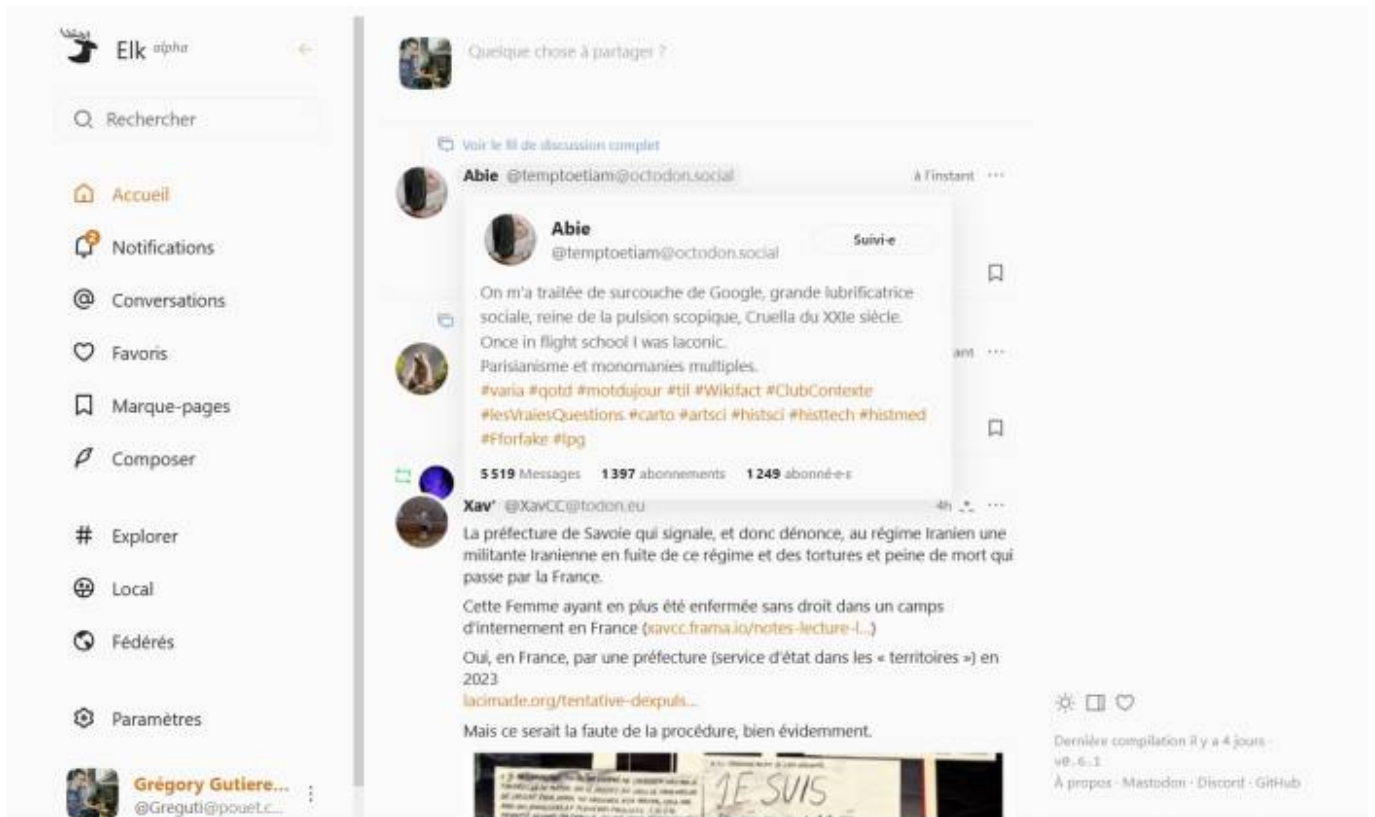 Elk alpha
Rechercher
Accueil
2
Notifications
Conversations
Favoris
Marque-pages
Composer
Explorer
Local
Fédérés
Paramètres
Grégory Gutiere...
@Greguti@pouet.c...
Quelque chose à partager ?
Voir le fil de discussion complet
Abie @temptoetiam@octodon.social à l'instant
Abie
@temptoetiam@octodon.social
Suivi·e
On m'a traitée de surcouche de Google, grande lubrificatrice
sociale, reine de la pulsion scopique, Cruella du XXIe siècle.
Once in flight school I was laconic.
Parisianisme et monomanies multiples.
#varia #qotd #motdujour #til #Wikifact #ClubContexte
#lesVraiesQuestions #carto #artsci #histsci #histtech #histmed
#Fforfake #lpg
5 519 Messages 1 397 abonnements 1 249 abonné·e·s
ant
Xav' @XavCC@todon.eu 4h
La préfecture de Savoie qui signale, et donc dénonce, au régime Iranien une
militante Iranienne en fuite de ce régime et des tortures et peine de mort qui
passe par la France.
Cette Femme ayant en plus été enfermée sans droit dans un camps
d'internement en France (xavcc.frama.io/notes-lecture-l...)
Oui, en France, par une préfecture (service d'état dans les « territoires ») en
2023
lacimade.org/tentative-dexpuls...
Mais ce serait la faute de la procédure, bien évidemment.
JE SUIS
Dernière compilation il y a 4 jours ·
v0.6.1
À propos · Mastodon · Discord · GitHub